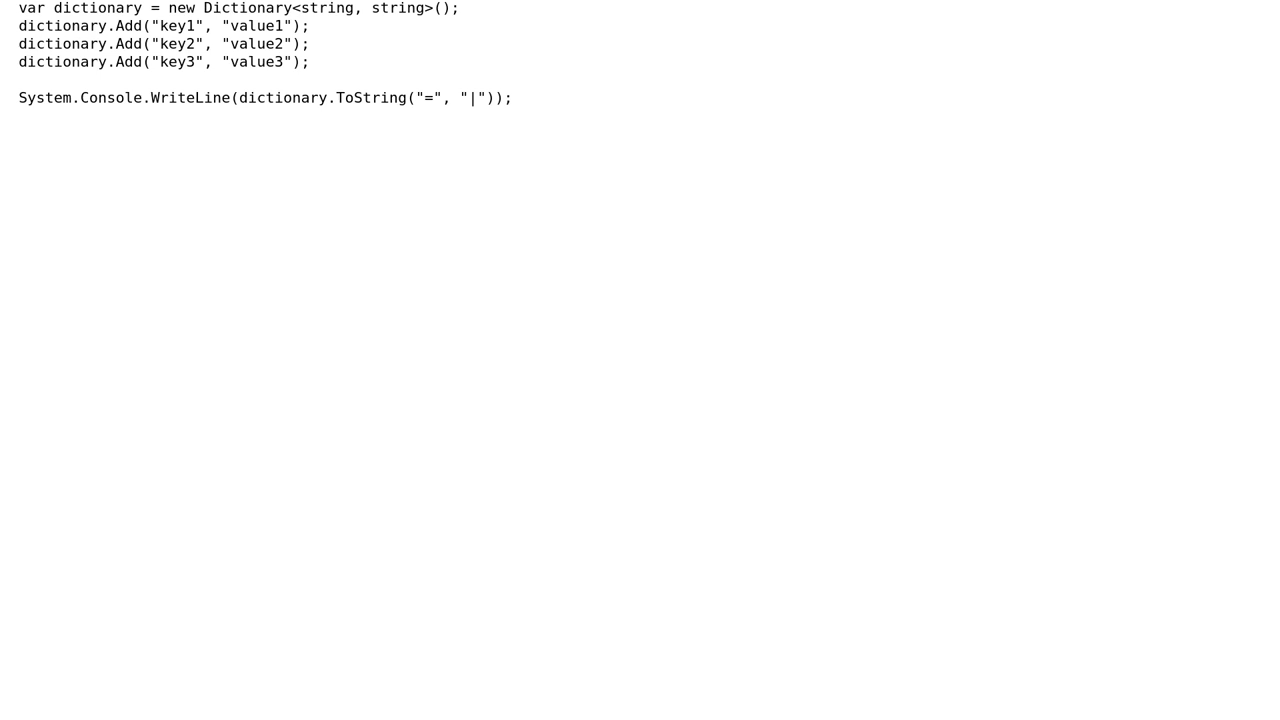 var dictionary = new Dictionary<string, string>();
dictionary.Add("key1", "value1");
dictionary.Add("key2", "value2");
dictionary.Add("key3", "value3");

System.Console.WriteLine(dictionary.ToString("=", "|"));